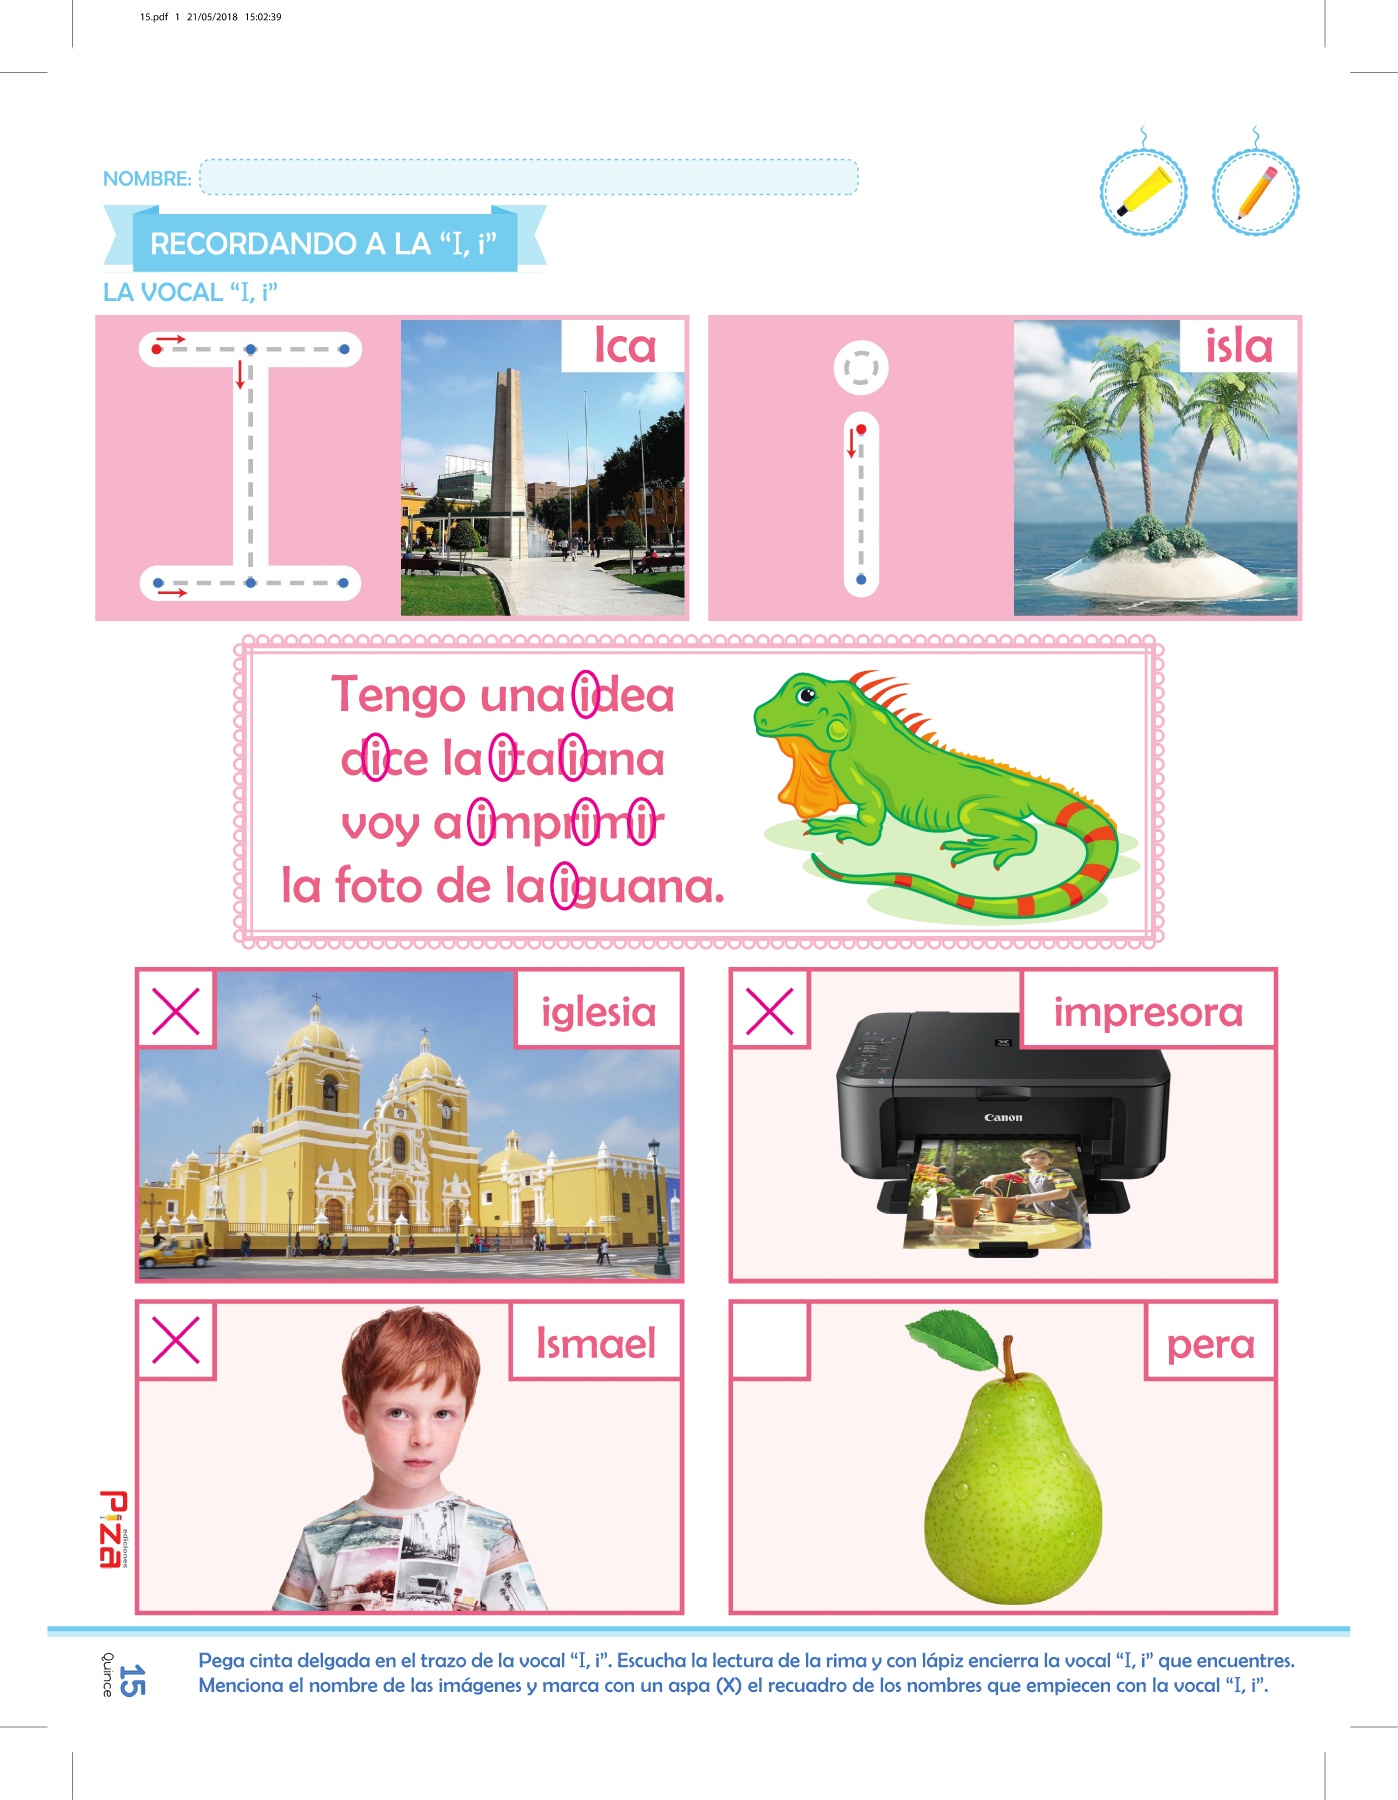 15.pdf 1 21/05/2018 15:02:39
NOMBRE:
RECORDANDO A LA “I, i”
LA VOCAL “I, i”
Ica
isla
Tengo una idea
dice la italiana
voy a imprimir
la foto de la iguana.
iglesia
impresora
Canon
Ismael
pera
Piza
ediciones
15
Quince
Pega cinta delgada en el trazo de la vocal “I, i”. Escucha la lectura de la rima y con lápiz encierra la vocal “I, i” que encuentres.
Menciona el nombre de las imágenes y marca con un aspa (X) el recuadro de los nombres que empiecen con la vocal “I, i”.